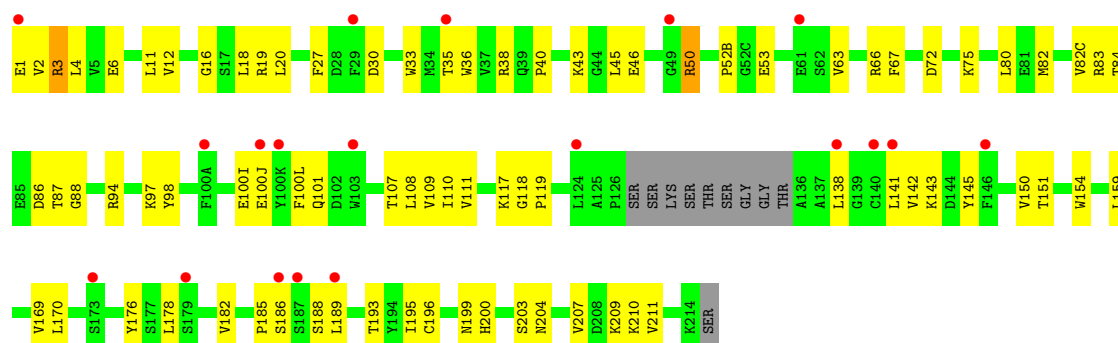 E1 V2 R3 L4 V5 E6 L11 V12 G16 S17 L18 R19 L20 F27 D28 F29 D30 W33 M34 T35 W36 V37 R38 Q39 P40 K43 G44 L45 E46 G49 R50 P52B G52C E53 E61 S62 V63 R66 F67 D72 K75 L80 E81 M82 V82C R83 T84
E85 D86 T87 G88 R94 K97 Y98 F100A E100I E100J Y100K F100L Q101 D102 W103 T107 L108 V109 I110 V111 K117 G118 P119 L124 A125 P126 SER SER LYS SER THR SER GLY GLY THR A136 A137 L138 G139 C140 L141 V142 K143 D144 Y145 F146 V150 T151 W154 L159
V169 L170 S173 Y176 S177 L178 S179 V182 P185 S186 S187 S188 L189 T193 Y194 I195 C196 N199 H200 S203 N204 V207 D208 K209 K210 V211 K214 SER